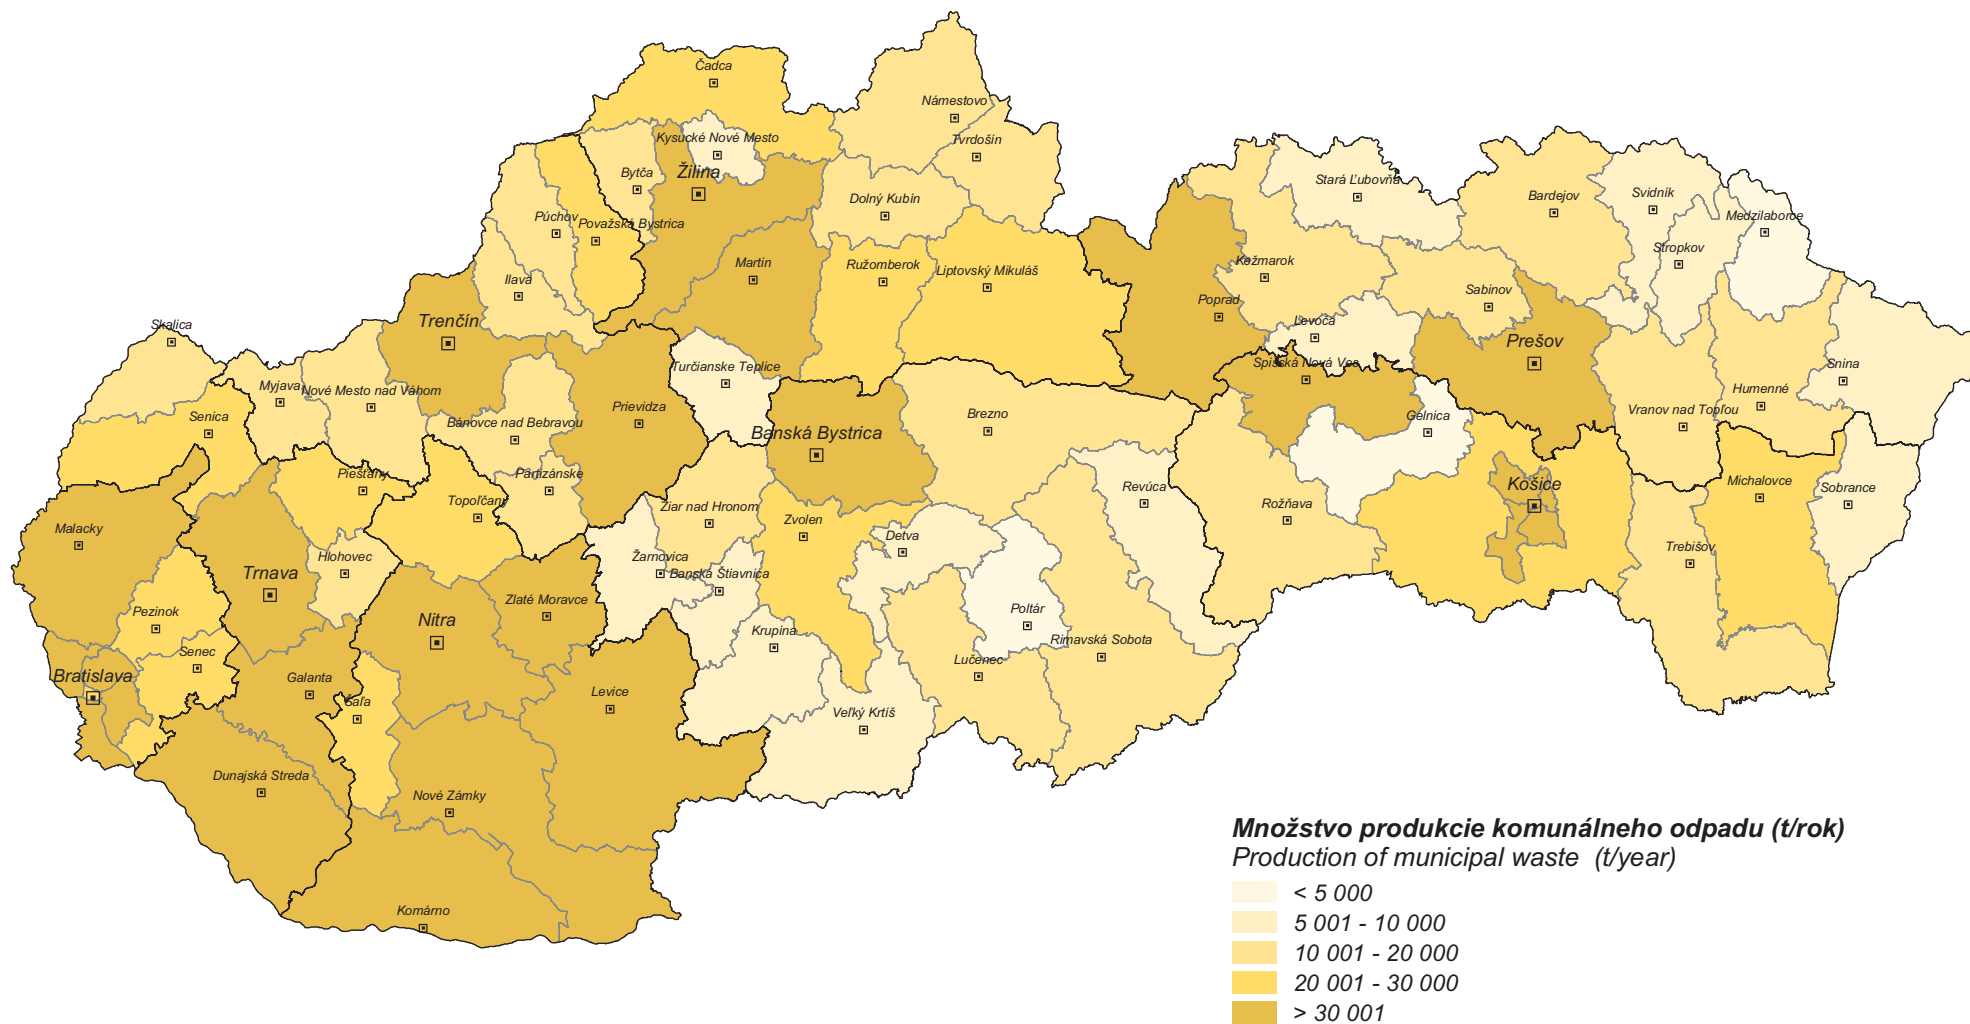 Čadca
Námestovo
Kysucké Nové Mesto
Tvrdošín
Bytča
Žilina
Stará Ľubovňa
Dolný Kubín
Bardejov
Svidník
Medzilaborce
Púchov
Považská Bystrica
Stropkov
Martin
Ružomberok
Liptovský Mikuláš
Kežmarok
Ilava
Sabinov
Poprad
Skalica
Trenčín
Levoča
Prešov
Turčianske Teplice
Spišská Nová Ves
Snina
Myjava
Nové Mesto nad Váhom
Humenné
Prievidza
Brezno
Gelnica
Vranov nad Topľou
Senica
Bánovce nad Bebravou
Banská Bystrica
Piešťany
Partizánske
Revúca
Košice
Michalovce
Sobrance
Topoľčany
Žiar nad Hronom
Zvolen
Rožňava
Malacky
Detva
Hlohovec
Žarnovica
Trebišov
Trnava
Banská Štiavnica
Zlaté Moravce
Pezinok
Nitra
Poltár
Krupina
Rimavská Sobota
Senec
Lučenec
Bratislava
Galanta
Levice
Šaľa
Veľký Krtíš
Dunajská Streda
Nové Zámky
Komárno
Množstvo produkcie komunálneho odpadu (t/rok)
Production of municipal waste (t/year)
< 5 000
5 001 - 10 000
10 001 - 20 000
20 001 - 30 000
> 30 001